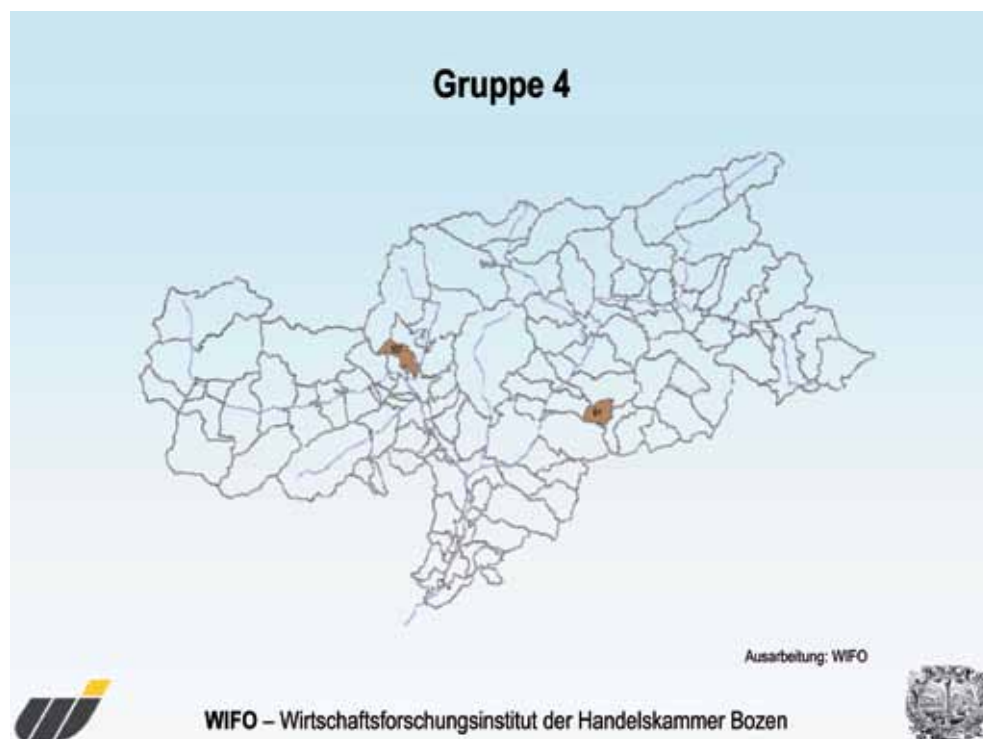 Gruppe 4
Ausarbeitung: WIFO
WIFO – Wirtschaftsforschungsinstitut der Handelskammer Bozen